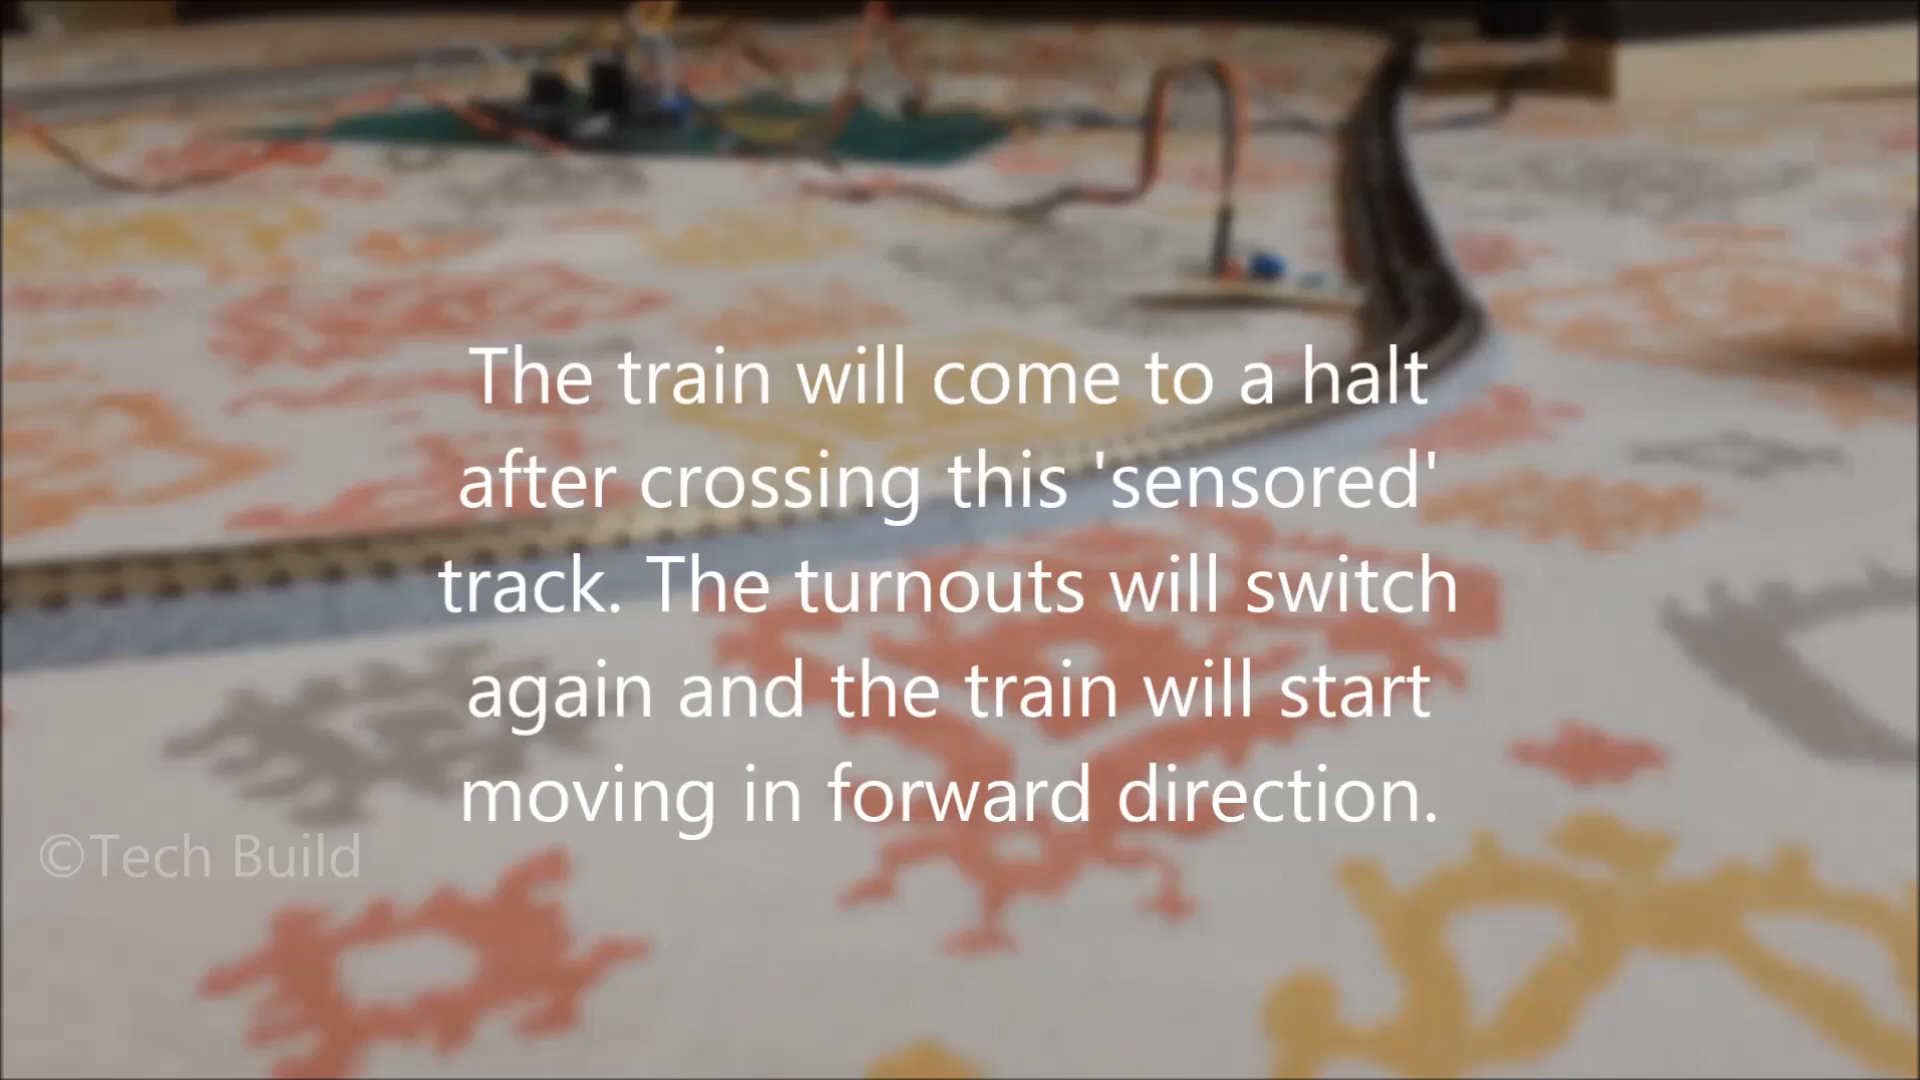 The train will come to a halt
after crossing this 'sensored'
track. The turnouts will switch
again and the train will start
moving in forward direction.
©Tech Build